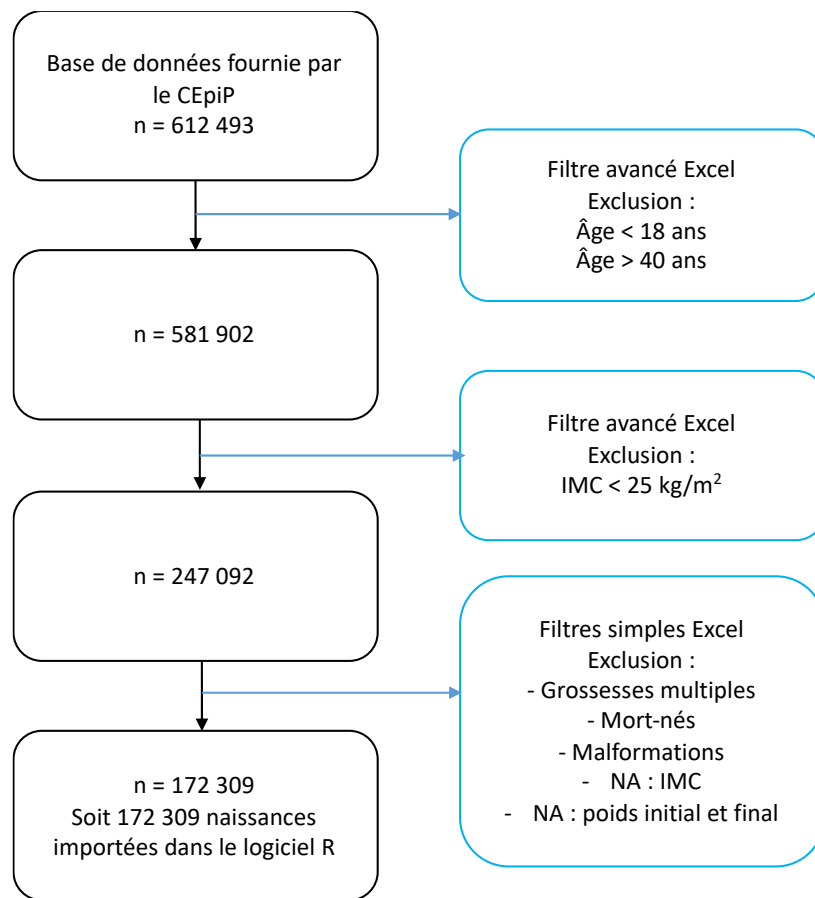 Base de données fournie par
le CEpiP
n = 612 493
Filtre avancé Excel
Exclusion :
Âge < 18 ans
Âge > 40 ans
n = 581 902
Filtre avancé Excel
Exclusion :
IMC < 25 kg/m²
n = 247 092
Filtres simples Excel
Exclusion :
- Grossesses multiples
- Mort-nés
- Malformations
- NA : IMC
- NA : poids initial et final
n = 172 309
Soit 172 309 naissances
importées dans le logiciel R